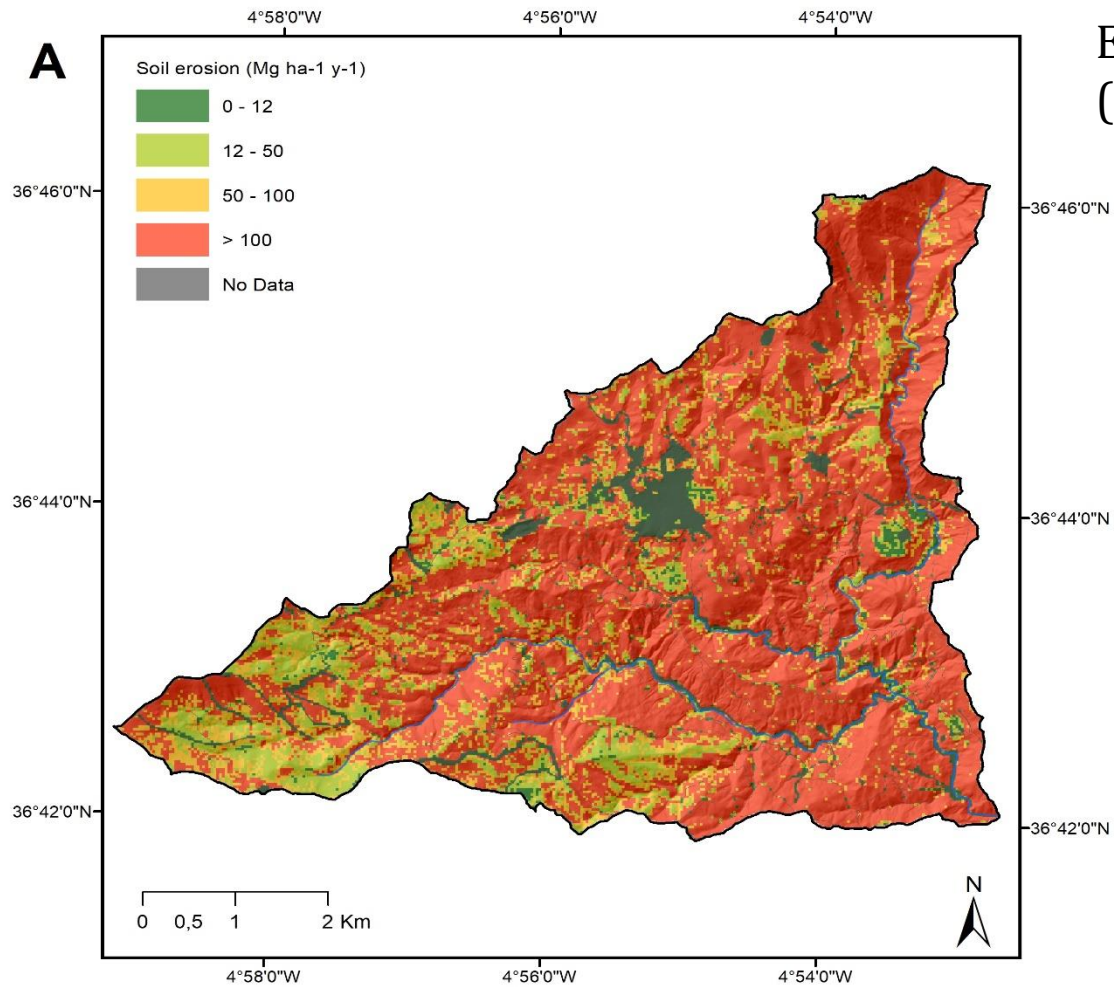 4°58'0"W 4°56'0"W 4°54'0"W
A
E
(
Soil erosion (Mg ha-1 y-1)
0 - 12
12 - 50
50 - 100
> 100
No Data
36°46'0"N
36°46'0"N
36°44'0"N
36°44'0"N
36°42'0"N
36°42'0"N
N
0 0,5 1 2 Km
4°58'0"W 4°56'0"W 4°54'0"W